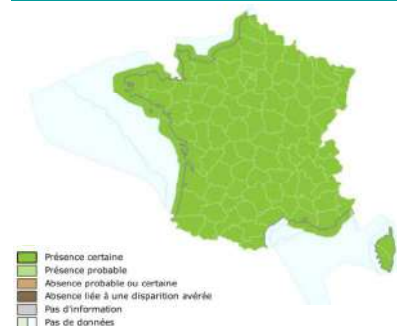 Présence certaine
Présence probable
Absence probable ou certaine
Absence liée à une disparition avérée
Pas d'information
Pas de données